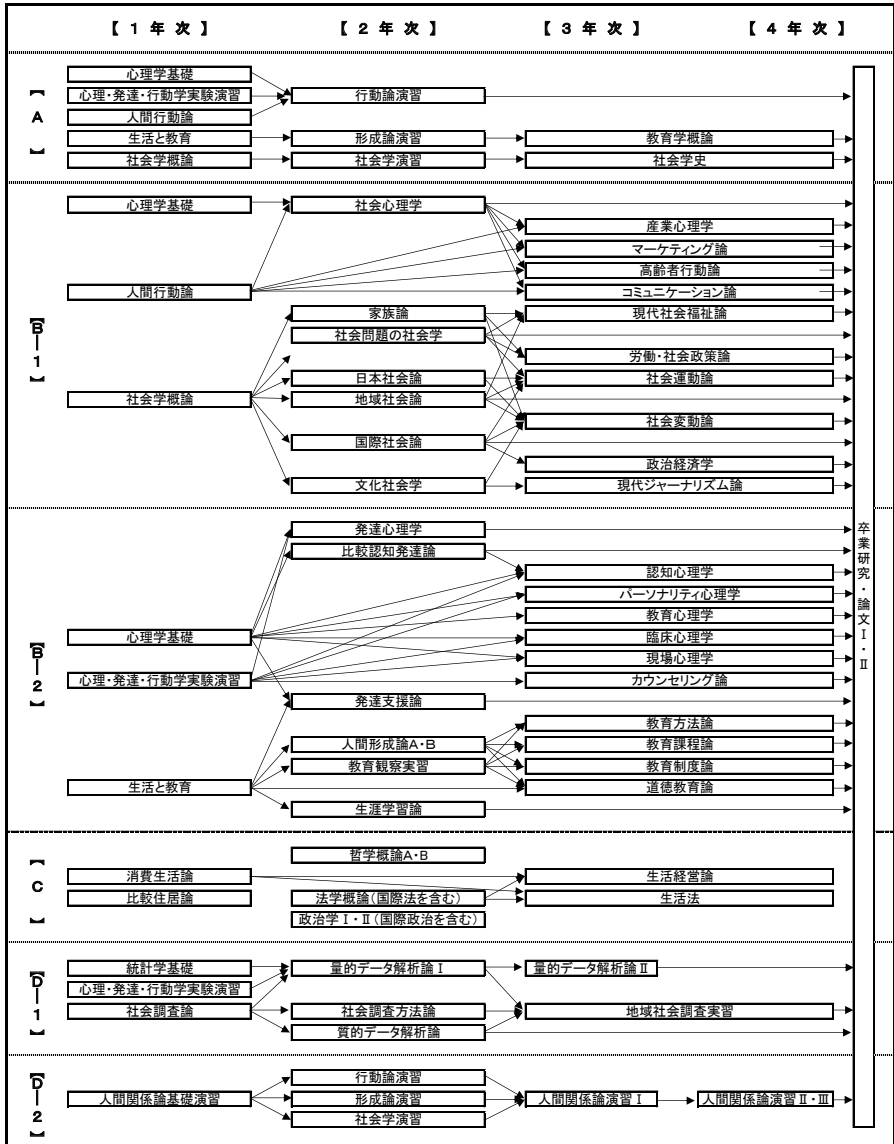 【１年次】 【２年次】 【３年次】 【４年次】
【A】
心理学基礎
心理・発達・行動学実験演習 行動論演習
人間行動論
生活と教育 形成論演習 教育学概論
社会学概論 社会学演習 社会学史
【B－1】
心理学基礎 社会心理学
産業心理学
マーケティング論
高齢者行動論
人間行動論 コミュニケーション論
家族論 現代社会福祉論
社会問題の社会学
労働・社会政策論
日本社会論 社会運動論
社会学概論 地域社会論
社会変動論
国際社会論
政治経済学
文化社会学 現代ジャーナリズム論
【B－2】
発達心理学
比較認知発達論
認知心理学
パーソナリティ心理学
教育心理学
心理学基礎 臨床心理学
現場心理学
心理・発達・行動学実験演習 カウンセリング論
発達支援論
教育方法論
人間形成論A・B 教育課程論
教育観察実習 教育制度論
生活と教育 道徳教育論
生涯学習論
【C】
哲学概論A・B
消費生活論 生活経営論
比較住居論 法学概論(国際法を含む) 生活法
政治学Ⅰ・Ⅱ(国際政治を含む)
【D－1】
統計学基礎 量的データ解析論Ⅰ 量的データ解析論Ⅱ
心理・発達・行動学実験演習
社会調査論 社会調査方法論 地域社会調査実習
質的データ解析論
【D－2】
行動論演習
人間関係論基礎演習 形成論演習 人間関係論演習Ⅰ 人間関係論演習Ⅱ・Ⅲ
社会学演習
卒業研究・論文Ⅰ・Ⅱ